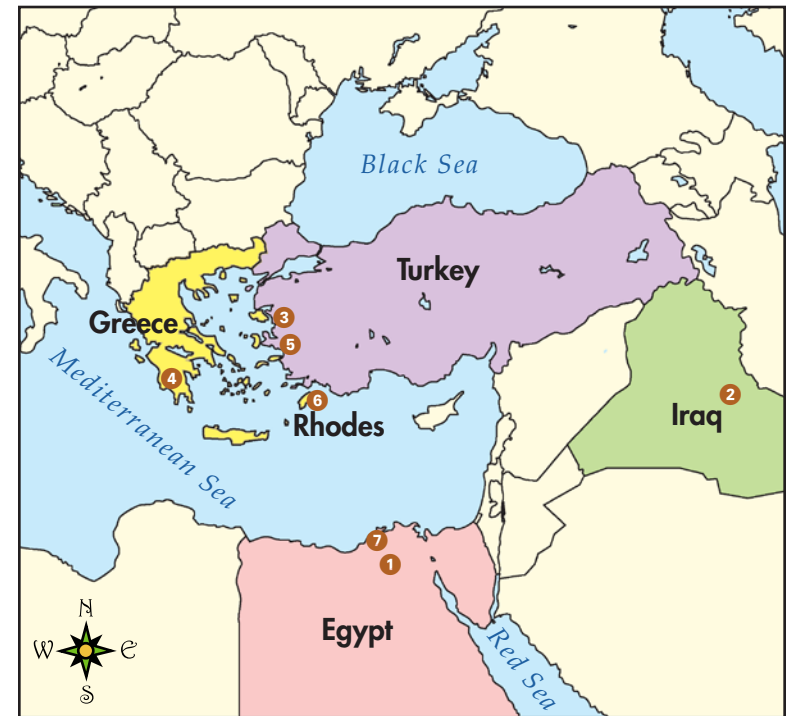 Black Sea
Turkey
3
Greece
5
4
2
6
Iraq
Rhodes
Mediterranean Sea
7
1
N
W E
S
Egypt
Red Sea